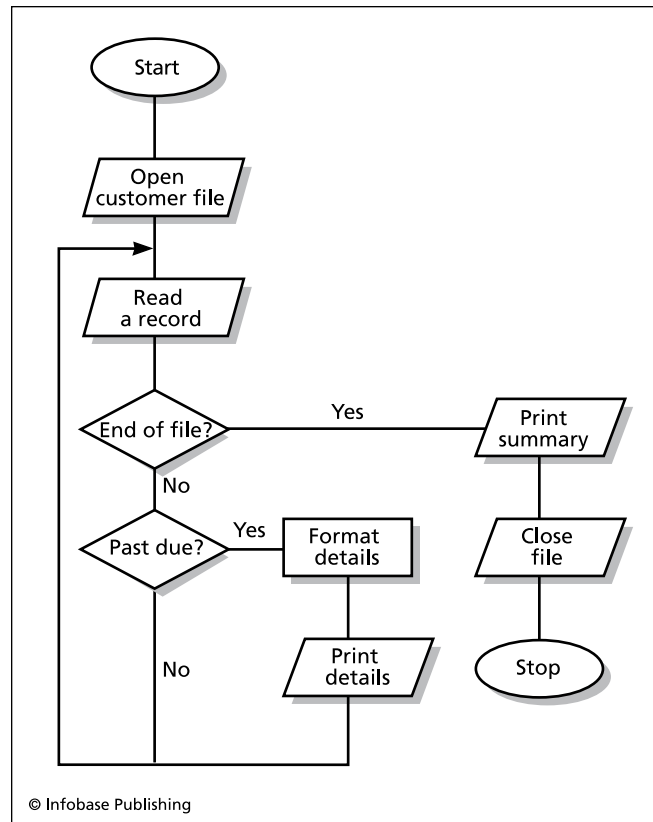 Start
Open
customer file
Read
a record
End of file?
Yes
Print
summary
No
Past due?
Yes
Format
details
Close
file
No
Print
details
Stop
© Infobase Publishing